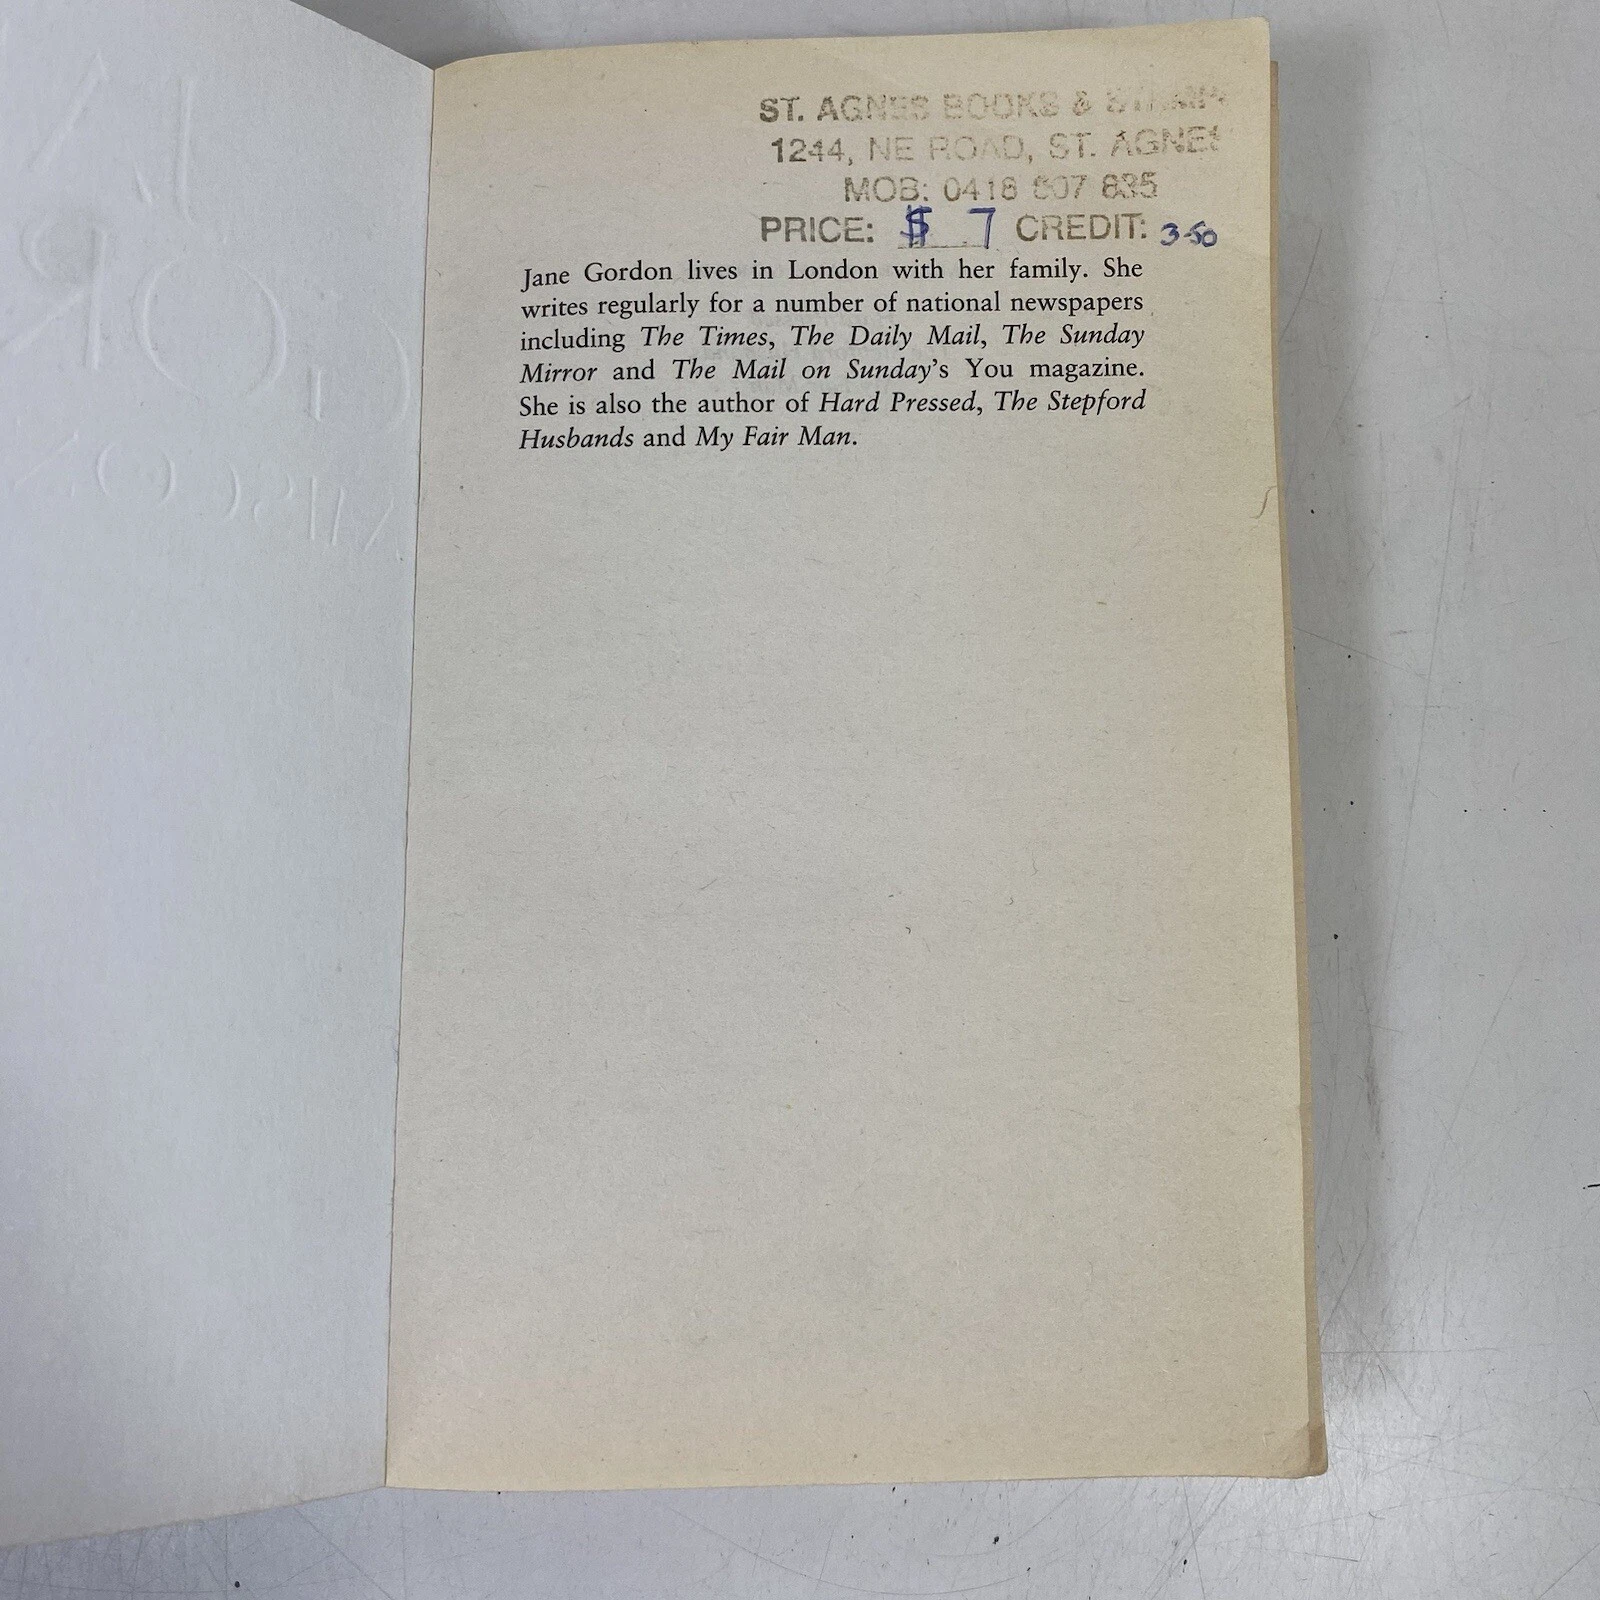 ST. AGNES BOOKS &
1244, NE ROAD, ST. AGNES
MOB: 0418 807 835
PRICE: $ 7 CREDIT: 3-50
Jane Gordon lives in London with her family. She
writes regularly for a number of national newspapers
including The Times, The Daily Mail, The Sunday
Mirror and The Mail on Sunday's You magazine.
She is also the author of Hard Pressed, The Stepford
Husbands and My Fair Man.